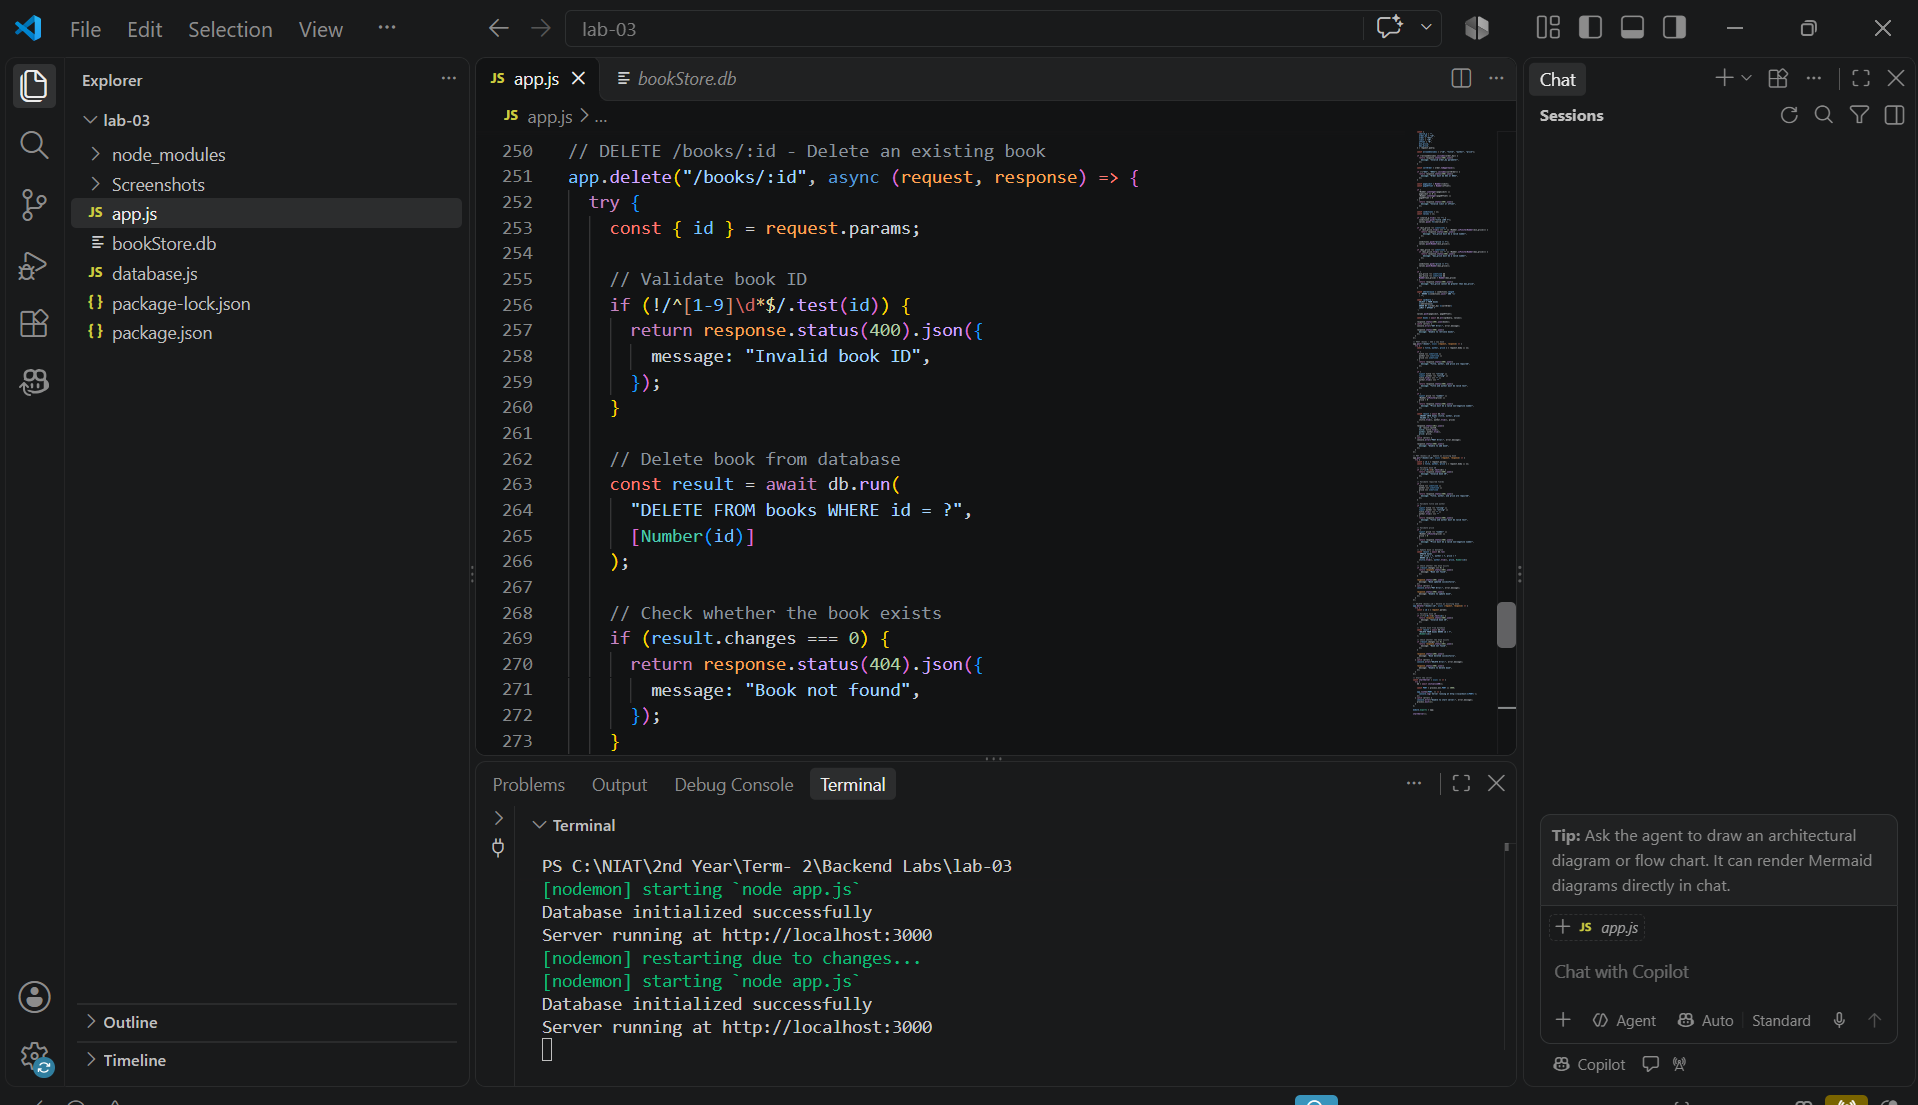 File Edit Selection View ···
lab-03
Explorer
lab-03
node_modules
Screenshots
JS app.js
bookStore.db
JS database.js
{} package-lock.json
{} package.json
Outline
Timeline
JS app.js
bookStore.db
JS app.js > ...
250 // DELETE /books/:id - Delete an existing book
251 app.delete("/books/:id", async (request, response) => {
252 try {
253 const { id } = request.params;
254
255 // Validate book ID
256 if (!/^[1-9]\d*$/.test(id)) {
257 return response.status(400).json({
258 message: "Invalid book ID",
259 });
260 }
261
262 // Delete book from database
263 const result = await db.run(
264 "DELETE FROM books WHERE id = ?",
265 [Number(id)]
266 );
267
268 // Check whether the book exists
269 if (result.changes === 0) {
270 return response.status(404).json({
271 message: "Book not found",
272 });
273 }
Problems Output Debug Console Terminal
Terminal
PS C:\NIAT\2nd Year\Term- 2\Backend Labs\lab-03
[nodemon] starting `node app.js`
Database initialized successfully
Server running at http://localhost:3000
[nodemon] restarting due to changes...
[nodemon] starting `node app.js`
Database initialized successfully
Server running at http://localhost:3000
Chat
Sessions
Tip: Ask the agent to draw an architectural
diagram or flow chart. It can render Mermaid
diagrams directly in chat.
JS app.js
Chat with Copilot
Agent Auto Standard
Copilot